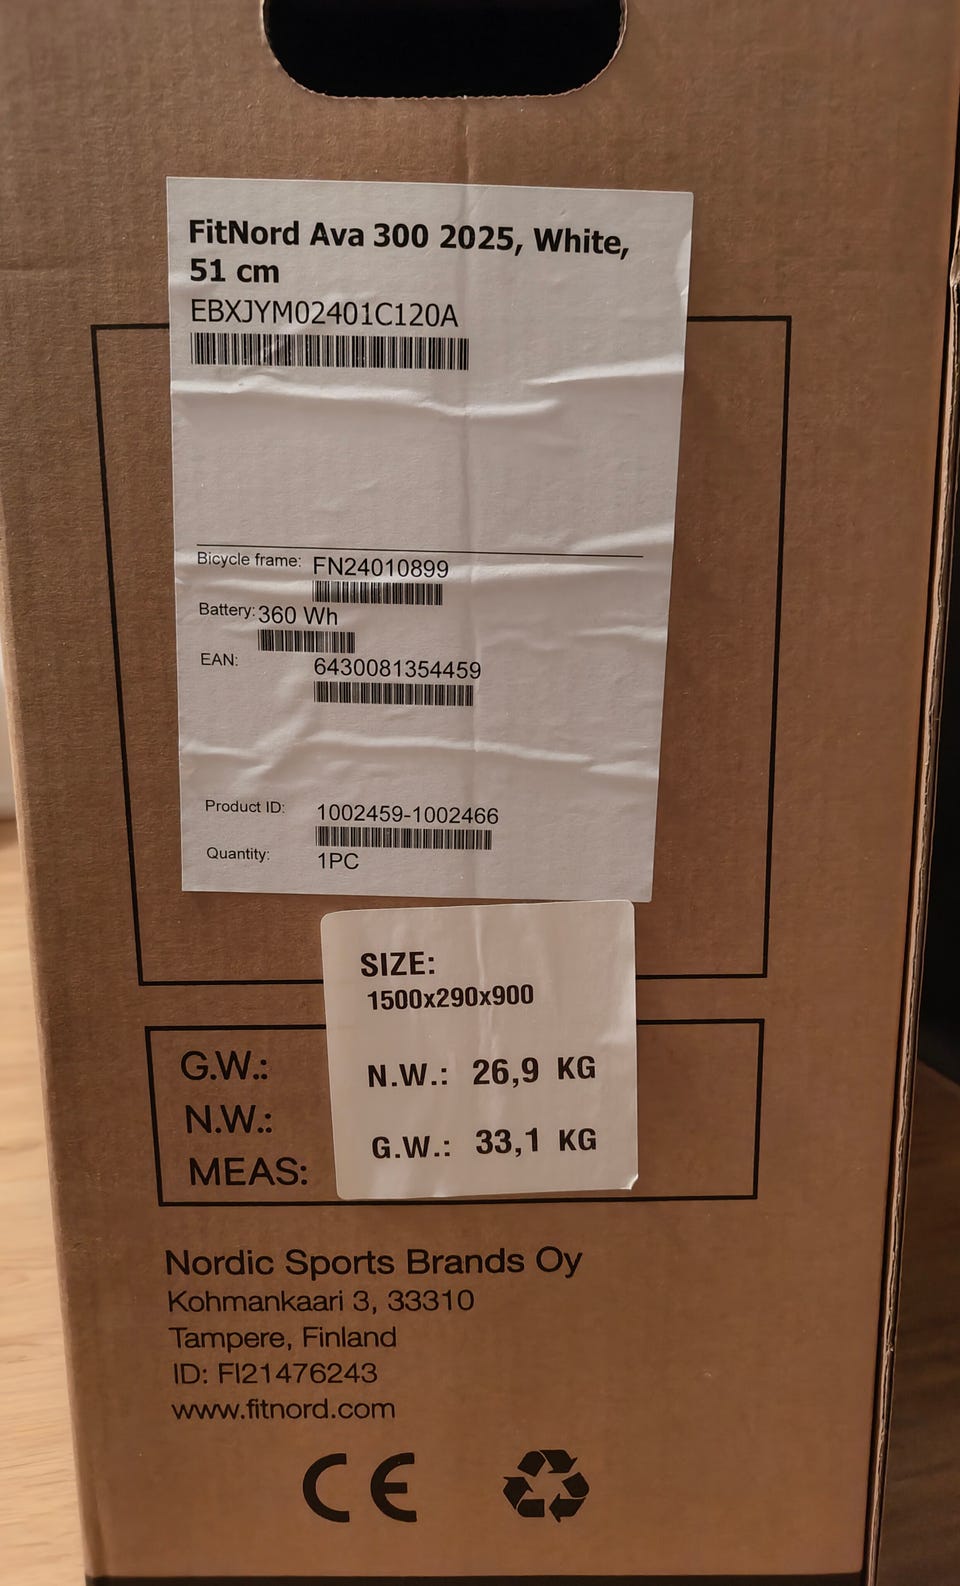 FitNord Ava 300 2025, White,
51 cm
EBXJYM02401C120A
Bicycle frame: FN24010899
Battery: 360 Wh
EAN: 6430081354459
Product ID: 1002459-1002466
Quantity: 1PC
SIZE:
1500x290x900
N.W.: 26,9 KG
G.W.: 33,1 KG
G.W.:
N.W.:
MEAS:
Nordic Sports Brands Oy
Kohmankaari 3, 33310
Tampere, Finland
ID: FI21476243
www.fitnord.com
CE